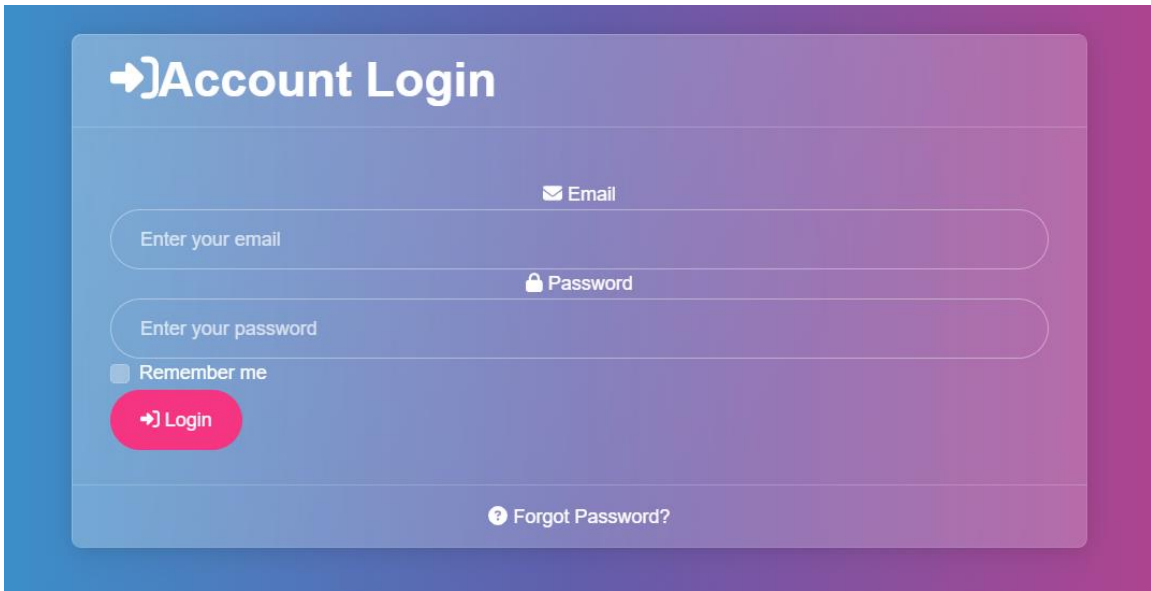 Account Login
Email
Enter your email
Password
Enter your password
Remember me
Login
Forgot Password?